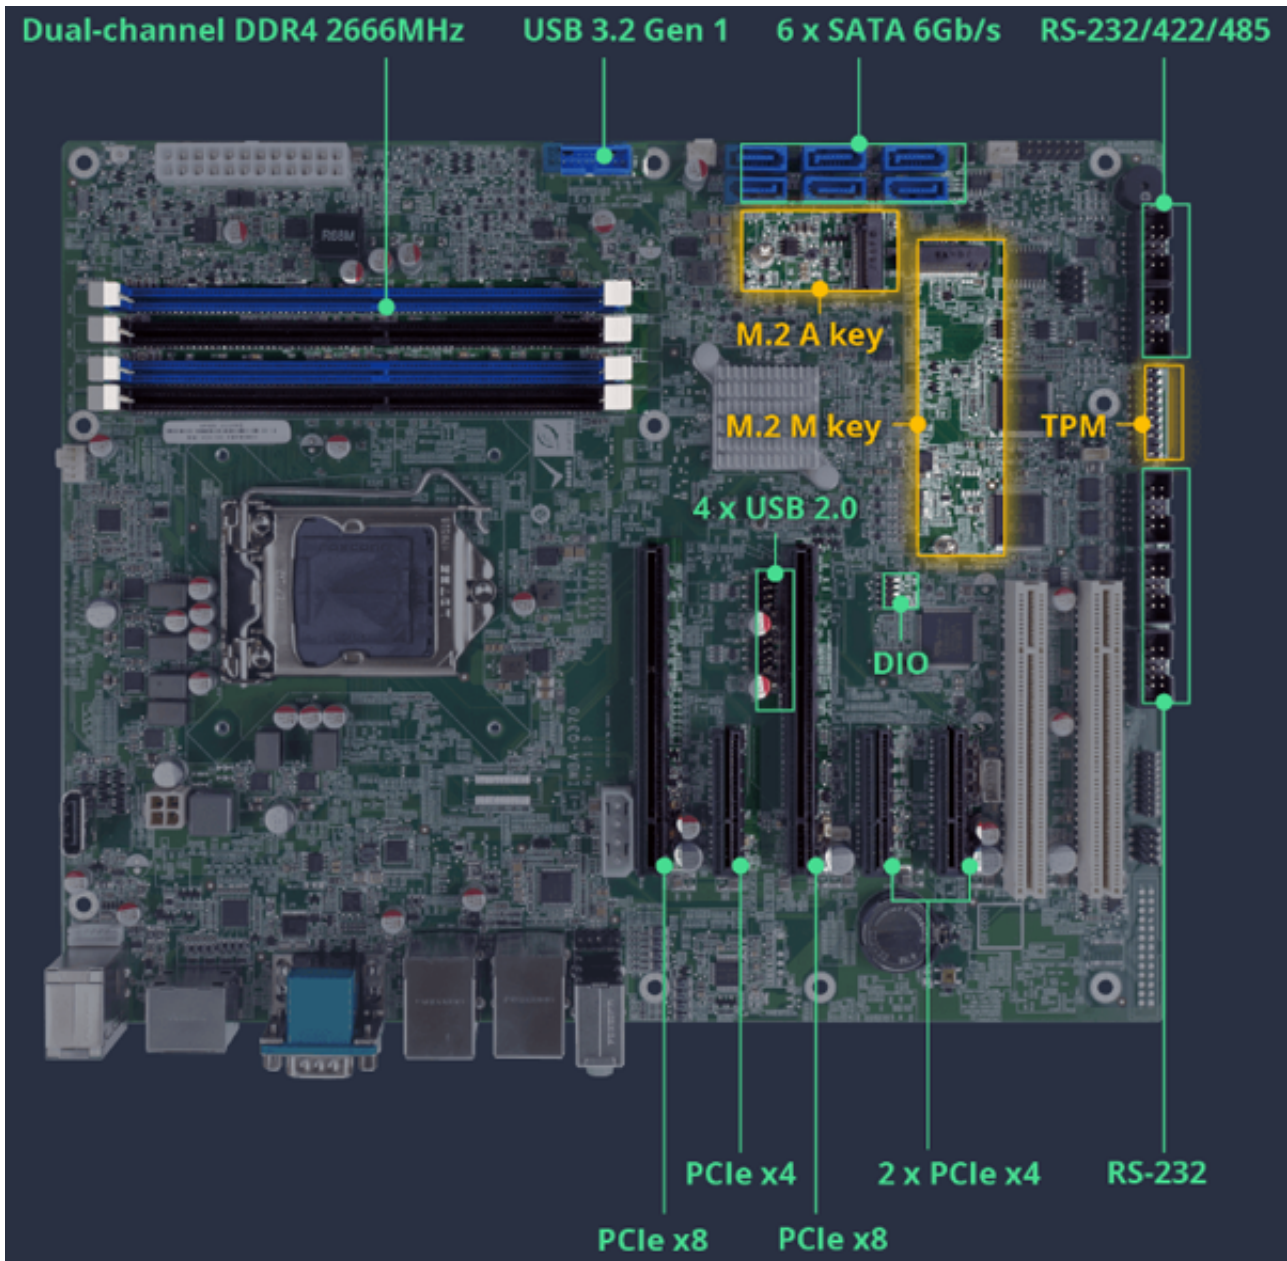 Dual-channel DDR4 2666MHz
USB 3.2 Gen 1
6 x SATA 6Gb/s
RS-232/422/485
R68M
M.2 A key
M.2 M key
TPM
4 x USB 2.0
DIO
PCIe x4
2 x PCIe x4
RS-232
PCIe x8
PCIe x8